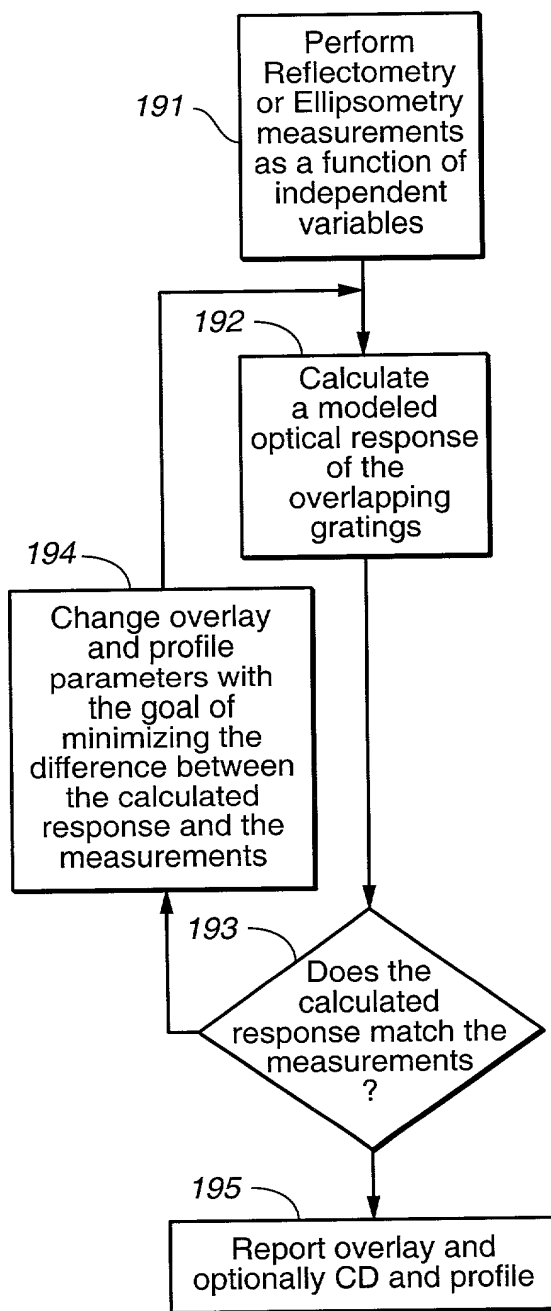 191
Perform
Reflectometry
or Ellipsometry
measurements
as a function of
independent
variables
192
Calculate
a modeled
optical response
of the
overlapping
gratings
194
Change overlay
and profile
parameters with
the goal of
minimizing the
difference between
the calculated
response and the
measurements
193
Does the
calculated
response match the
measurements
?
195
Report overlay and
optionally CD and profile